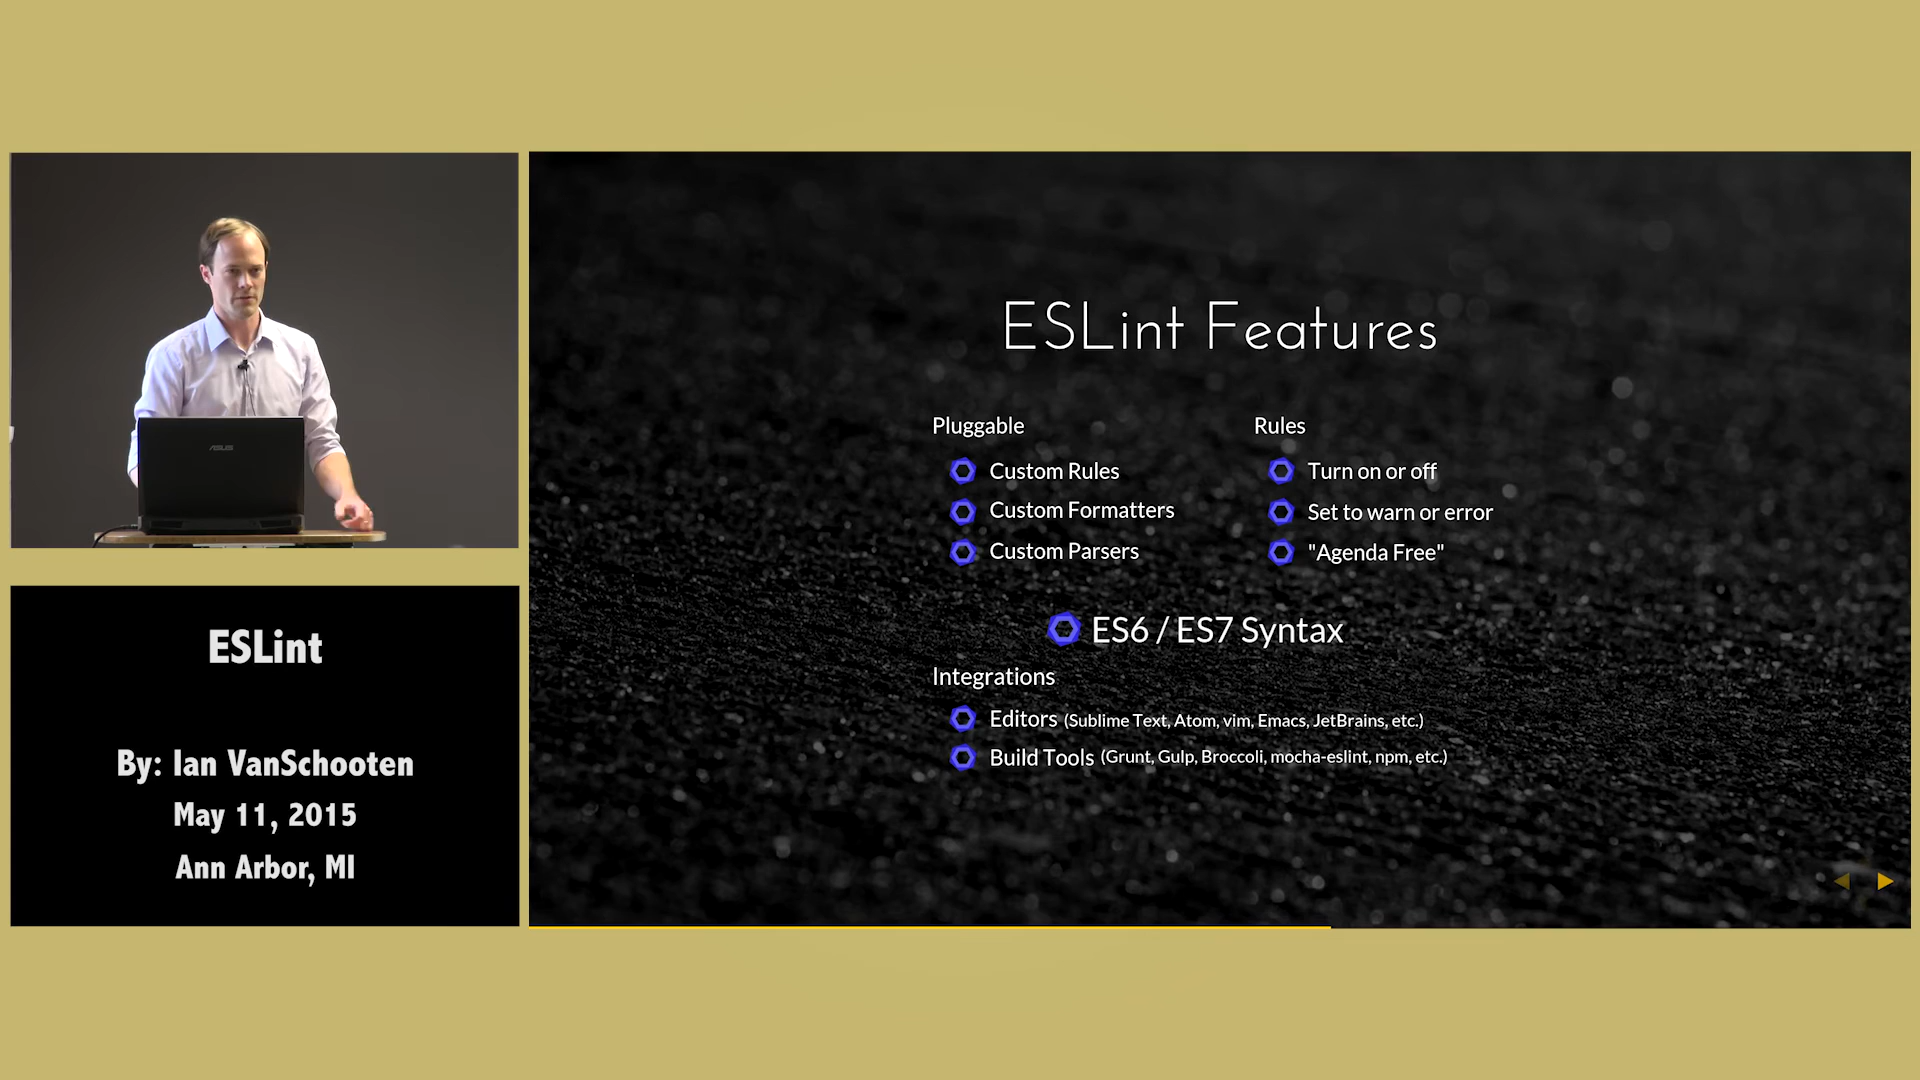 ASUS
ESLint
By: Ian VanSchooten
May 11, 2015
Ann Arbor, MI
ESLint Features
Pluggable
Custom Rules
Custom Formatters
Custom Parsers
Rules
Turn on or off
Set to warn or error
"Agenda Free"
ES6 / ES7 Syntax
Integrations
Editors (Sublime Text, Atom, vim, Emacs, JetBrains, etc.)
Build Tools (Grunt, Gulp, Broccoli, mocha-eslint, npm, etc.)